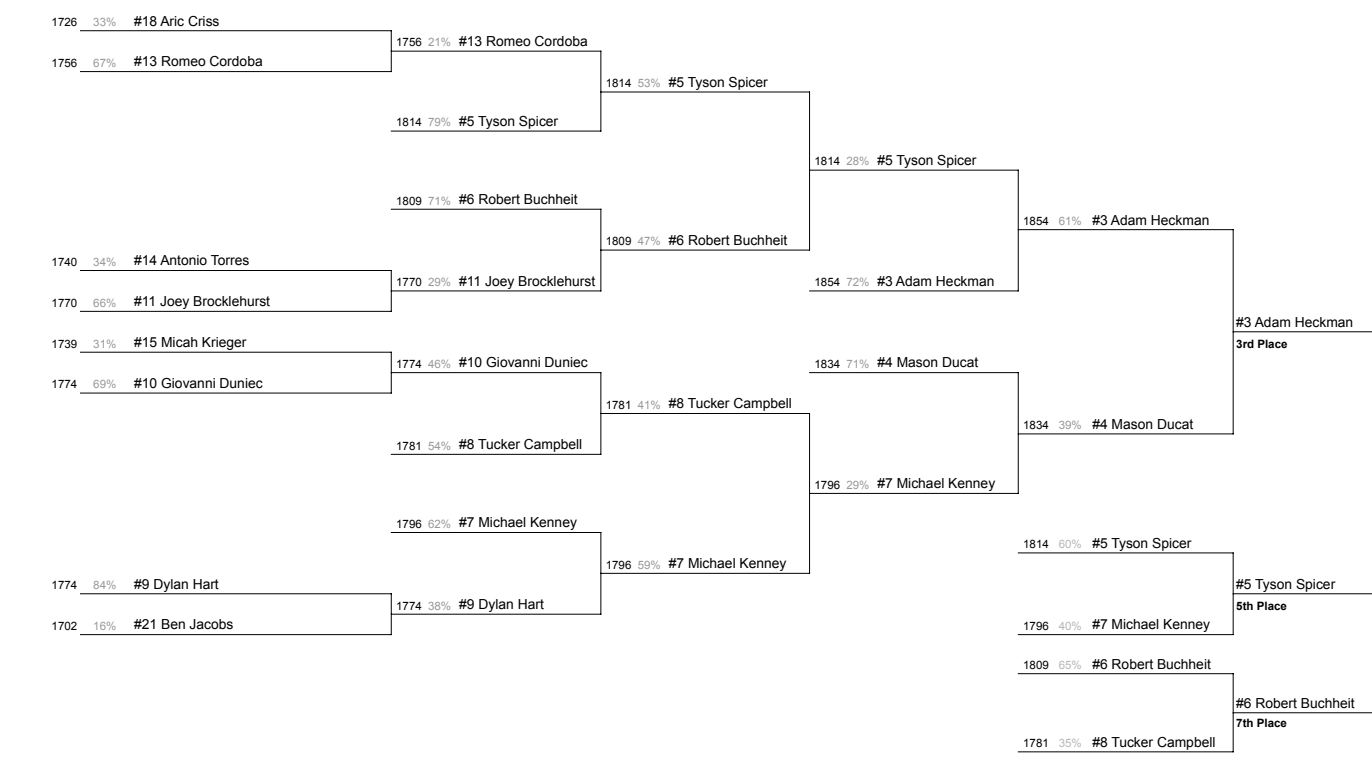 1726 33% #18 Aric Criss
1756 21% #13 Romeo Cordoba
1756 67% #13 Romeo Cordoba
1814 53% #5 Tyson Spicer
1814 79% #5 Tyson Spicer
1814 28% #5 Tyson Spicer
1809 71% #6 Robert Buchheit
1854 61% #3 Adam Heckman
1809 47% #6 Robert Buchheit
1740 34% #14 Antonio Torres
1770 29% #11 Joey Brocklehurst
1854 72% #3 Adam Heckman
1770 66% #11 Joey Brocklehurst
#3 Adam Heckman
3rd Place
1739 31% #15 Micah Krieger
1774 46% #10 Giovanni Duniec
1834 71% #4 Mason Ducat
1774 69% #10 Giovanni Duniec
1781 41% #8 Tucker Campbell
1834 39% #4 Mason Ducat
1781 54% #8 Tucker Campbell
1796 29% #7 Michael Kenney
1796 62% #7 Michael Kenney
1814 60% #5 Tyson Spicer
1796 59% #7 Michael Kenney
1774 84% #9 Dylan Hart
#5 Tyson Spicer
5th Place
1774 38% #9 Dylan Hart
1702 16% #21 Ben Jacobs
1796 40% #7 Michael Kenney
1809 65% #6 Robert Buchheit
#6 Robert Buchheit
7th Place
1781 35% #8 Tucker Campbell